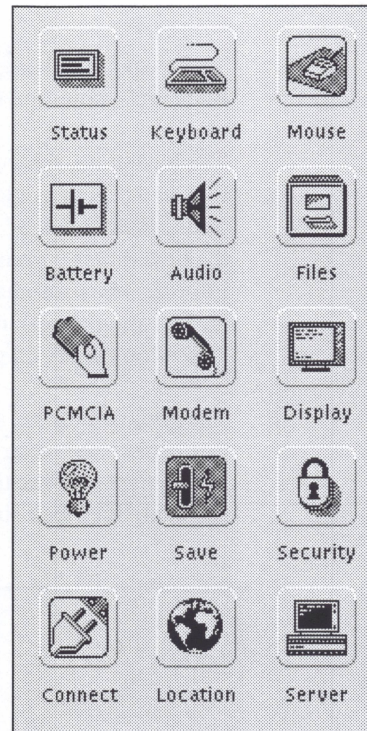 Status Keyboard Mouse
Battery Audio Files
PCMCIA Modem Display
Power Save Security
Connect Location Server